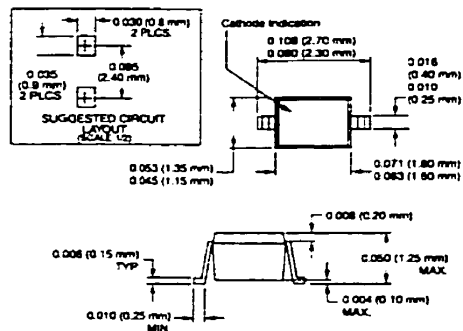 0.030 (0.8 mm)
2 PLCS.
0.095
(2.40 mm)
0.035
(0.9 mm)
2 PLCS
SUGGESTED CIRCUIT
LAYOUT
(SCALE 1/2)
Cathode Indication
0.108 (2.70 mm)
0.090 (2.30 mm)
0.016
(0.40 mm)
0.010
(0.25 mm)
0.053 (1.35 mm)
0.045 (1.15 mm)
0.071 (1.80 mm)
0.063 (1.60 mm)
0.008 (0.20 mm)
0.006 (0.15 mm)
TYP
0.050 (1.25 mm)
MAX.
0.004 (0.10 mm)
MAX.
0.010 (0.25 mm)
MIN